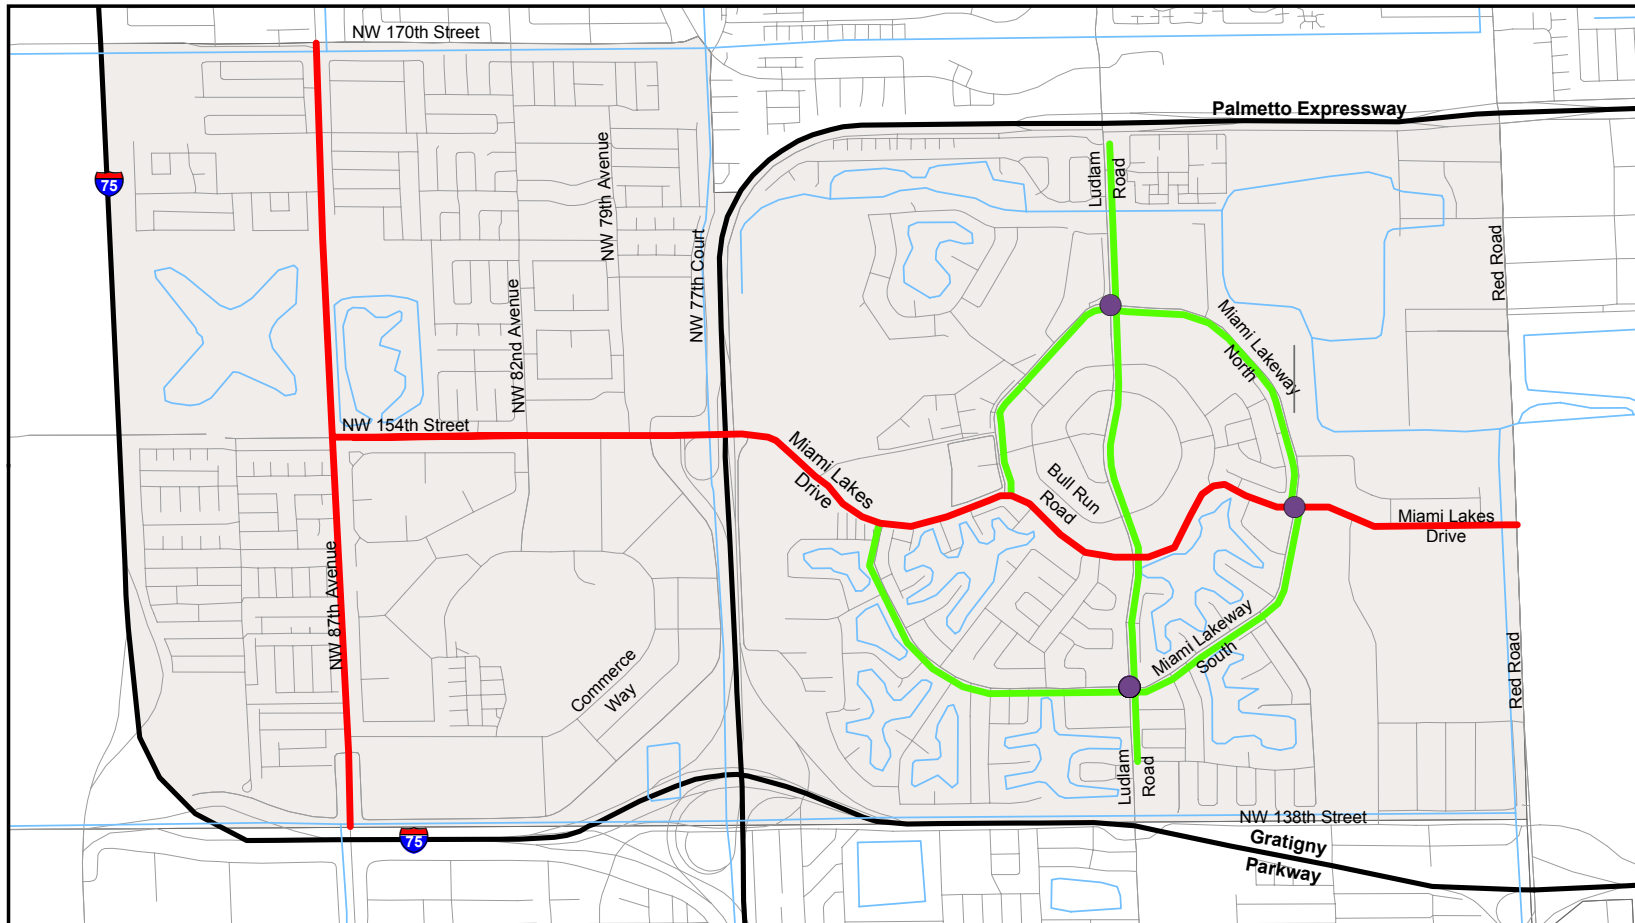 NW 170th Street
Palmetto Expressway
75
Ludlam
Road
NW 79th Avenue
NW 77th Court
Red Road
NW 82nd Avenue
Miami Lakeway
North
NW 154th Street
Miami Lakes
Drive
Bull Run
Road
Miami Lakes
Drive
NW 87th Avenue
Miami Lakeway
South
Commerce
Way
Red Road
Ludlam
Road
NW 138th Street
75
Gratigny
Parkway